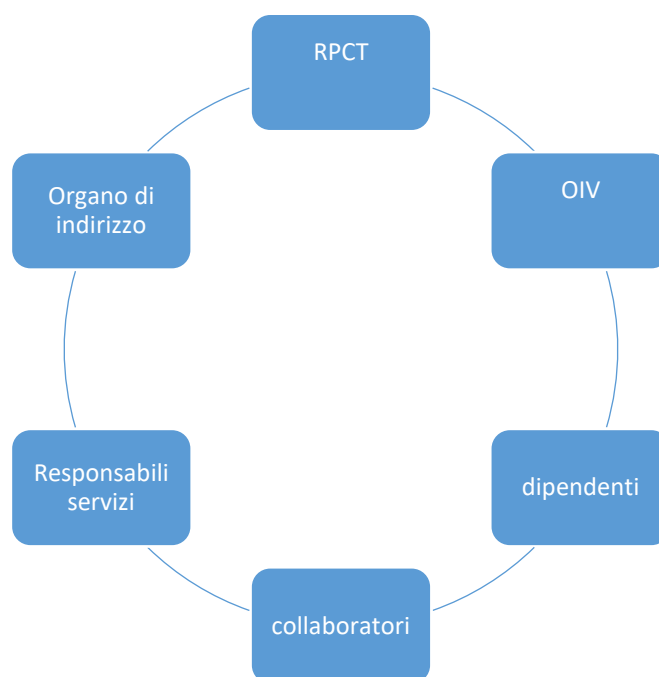 RPCT
OIV
dipendenti
collaboratori
Responsabili
servizi
Organo di
indirizzo